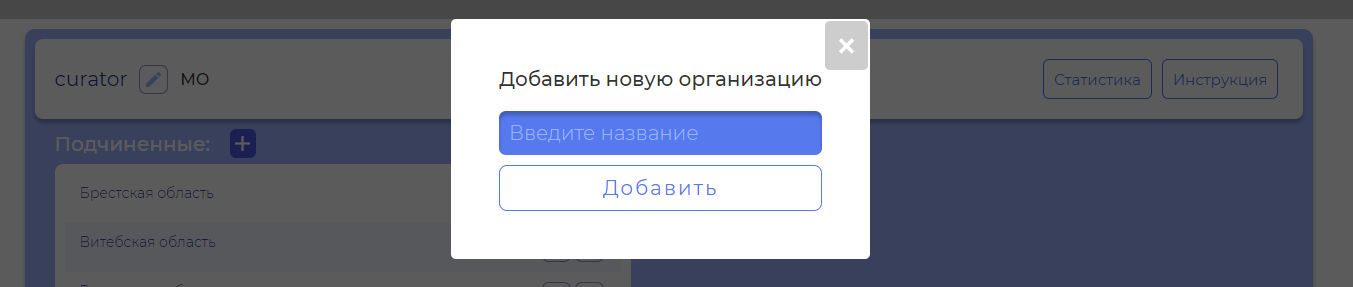 curator МО
Статистика Инструкция
Подчиненные:
Брестская область
Витебская область
Добавить новую организацию
Введите название
Добавить